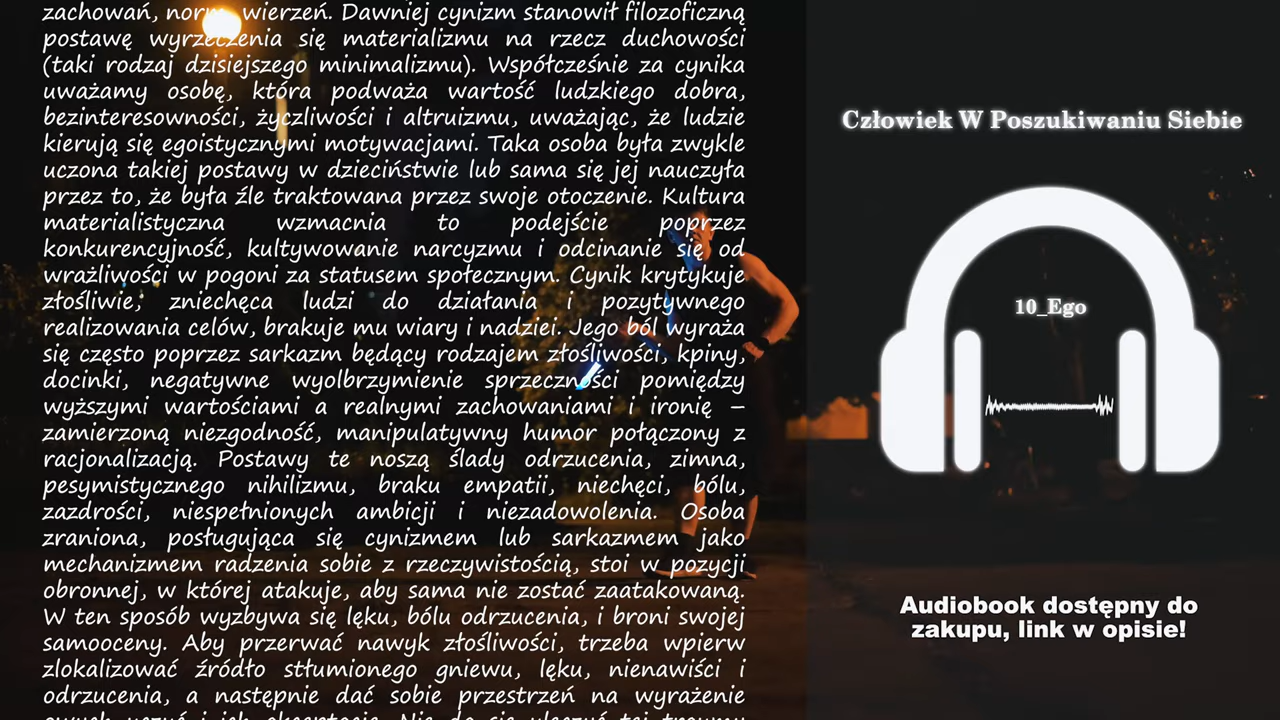 zachowań, norm, wierzeń. Dawniej cynizm stanowił filozoficzną
postawę wyrzeczenia się materializmu na rzecz duchowości
(taki rodzaj dzisiejszego minimalizmu). Współcześnie za cynika
uważamy osobę, która podważa wartość ludzkiego dobra,
bezinteresowności, życzliwości i altruizmu, uważając, że ludzie
kierują się egoistycznymi motywacjami. Taka osoba była zwykle
uczona takiej postawy w dzieciństwie lub sama się jej nauczyła
przez to, że była źle traktowana przez swoje otoczenie. Kultura
materialistyczna wzmacnia to podejście poprzez
konkurencyjność, kultywowanie narcyzmu i odcinanie się od
wrażliwości w pogoni za statusem społecznym. Cynik krytykuje
złośliwie, zniechęca ludzi do działania i pozytywnego
realizowania celów, brakuje mu wiary i nadziei. Jego ból wyraża
się często poprzez sarkazm będący rodzajem złośliwości, kpiny,
docinki, negatywne wyolbrzymienie sprzeczności pomiędzy
wyższymi wartościami a realnymi zachowaniami i ironię –
zamierzoną niezgodność, manipulatywny humor połączony z
racjonalizacją. Postawy te noszą ślady odrzucenia, zimna,
pesymistycznego nihilizmu, braku empatii, niechęci, bólu,
zazdrości, niespełnionych ambicji i niezadowolenia. Osoba
zraniona, posługująca się cynizmem lub sarkazmem jako
mechanizmem radzenia sobie z rzeczywistością, stoi w pozycji
obronnej, w której atakuje, aby sama nie zostać zaatakowaną.
W ten sposób wyzbywa się lęku, bólu odrzucenia, i broni swojej
samooceny. Aby przerwać nawyk złośliwości, trzeba wpierw
zlokalizować źródło stłumionego gniewu, lęku, nienawiści i
odrzucenia, a następnie dać sobie przestrzeń na wyrażenie
Człowiek W Poszukiwaniu Siebie
10_Ego
Audiobook dostępny do
zakupu, link w opisie!